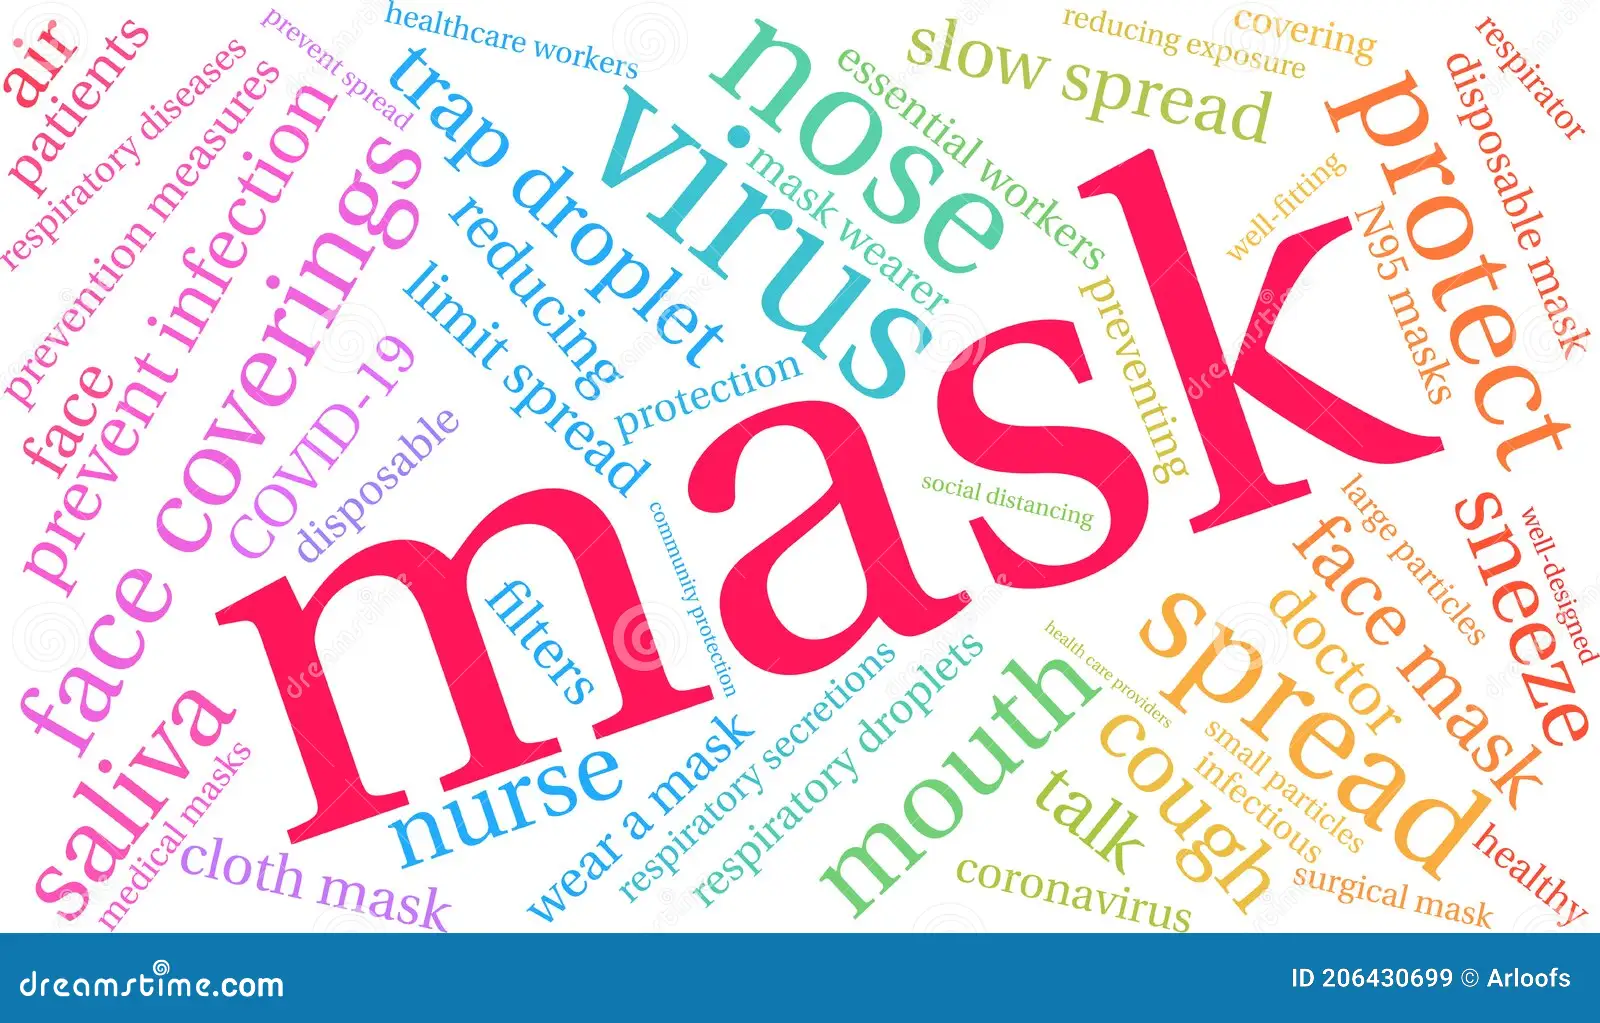 air
patients
respiratory diseases
prevention measures
prevent spread
healthcare workers
prevent infection
face coverings
face
COVID-19
disposable
trap droplet
reducing
limit spread
protection
virus
nose
mask wearer
essential workers
slow spread
reducing exposure
covering
respirator
disposable mask
protect
N95 masks
well-fitting
preventing
mask
social distancing
community protection
filters
nurse
saliva
medical masks
cloth mask
wear a mask
respiratory secretions
respiratory droplets
mouth
health care providers
talk
coronavirus
cough
spread
small particles
infectious
surgical mask
doctor
face mask
large particles
sneeze
well-designed
healthy
dreamstime.com
ID 206430699 © Arloofs